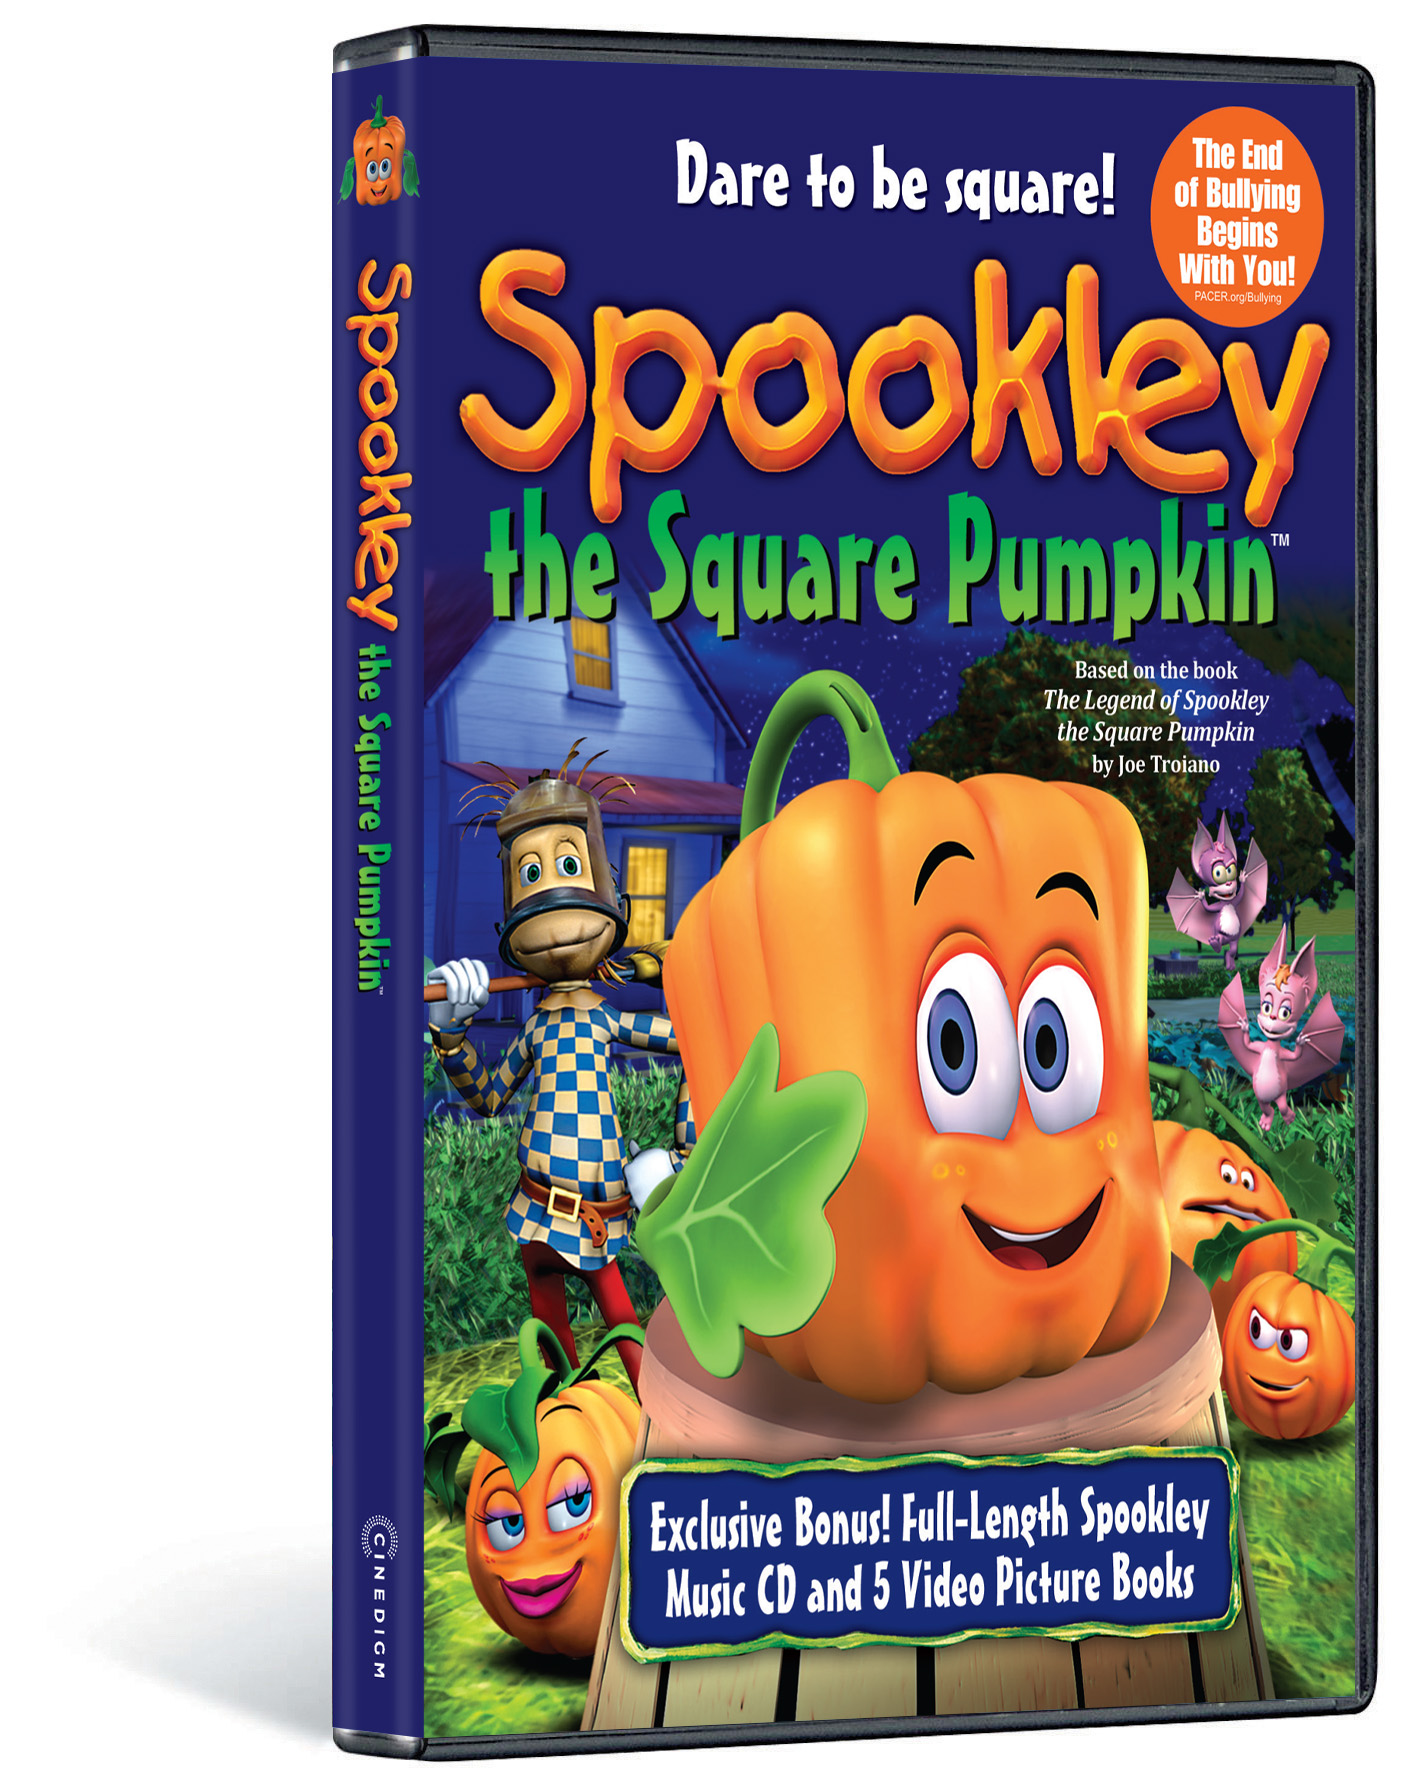 Dare to be square!
The End
of Bullying
Begins
With You!
PACER.org/Bullying
Spookley
the Square Pumpkin™
Based on the book
The Legend of Spookley
the Square Pumpkin
by Joe Troiano
Exclusive Bonus! Full-Length Spookley
Music CD and 5 Video Picture Books
Spookley the Square Pumpkin™
CINEDIGM